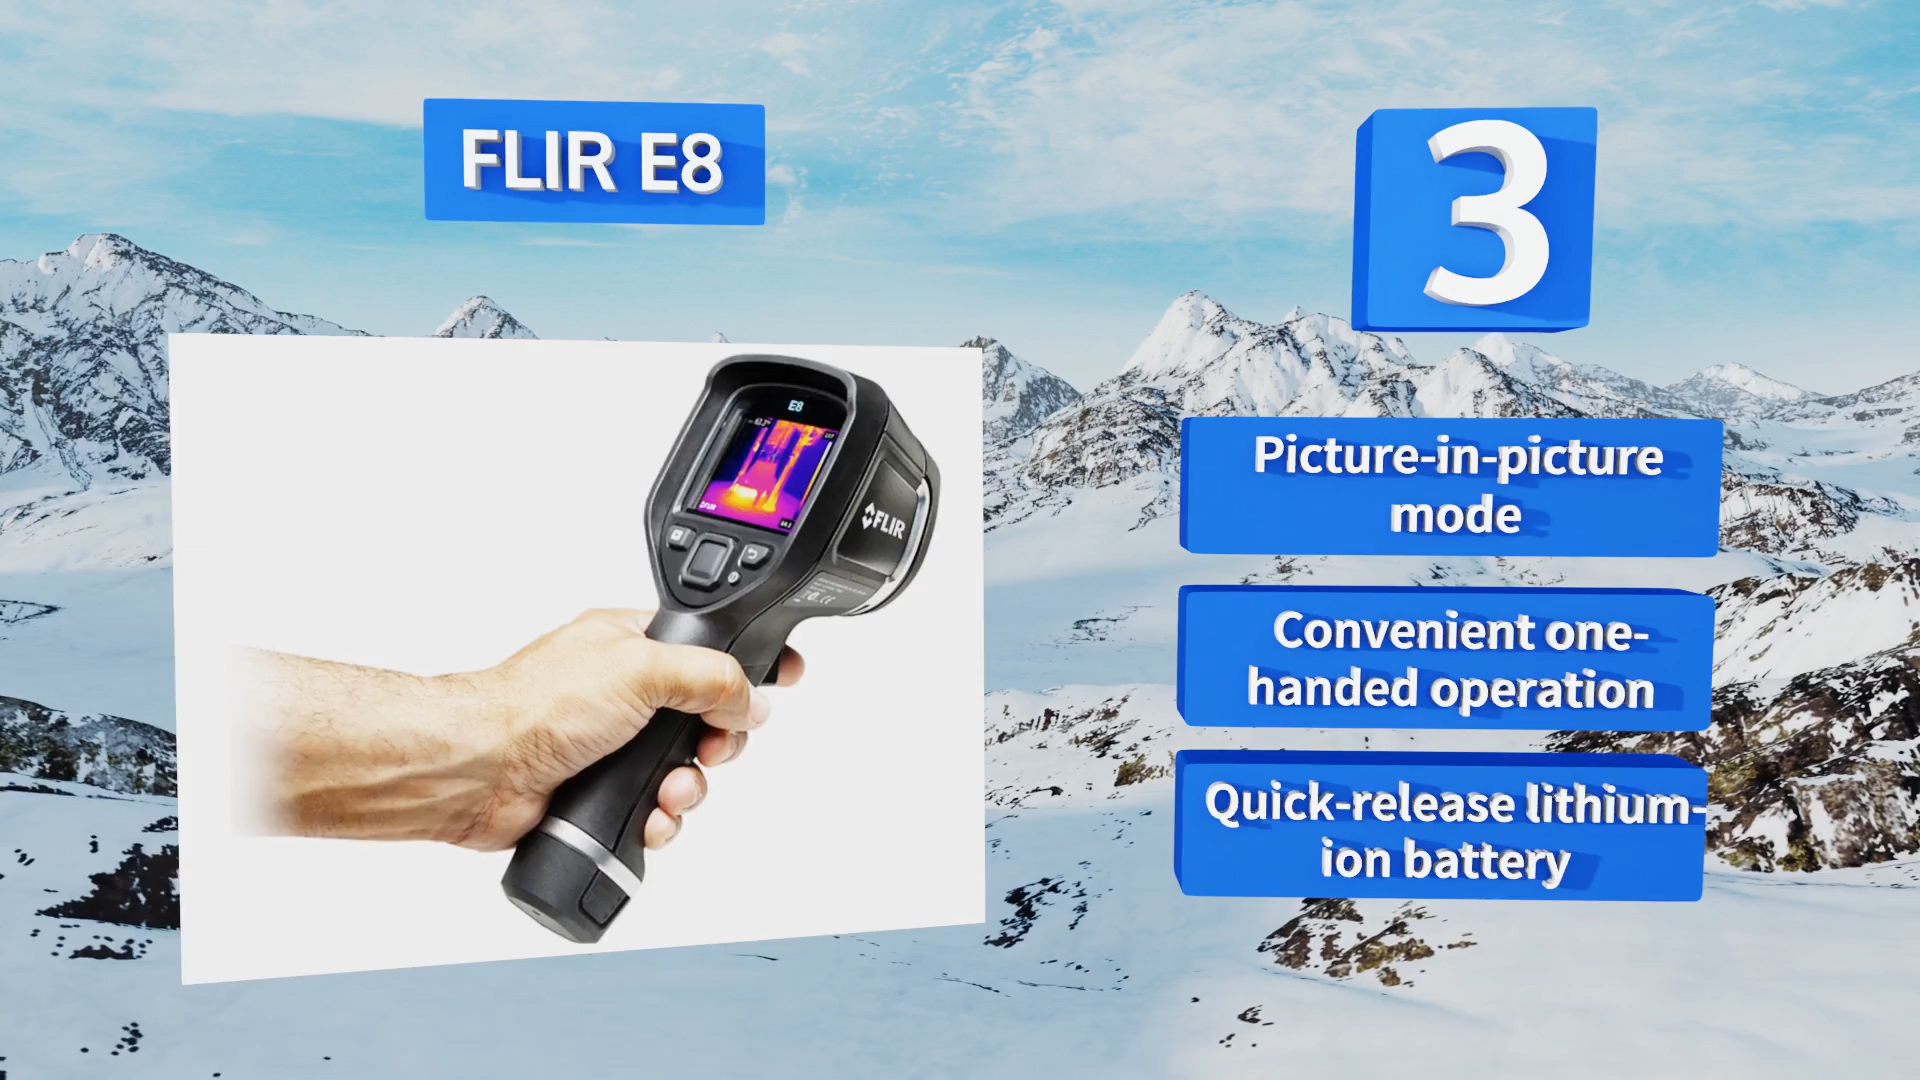 FLIR E8
3
E8
FLIR
Picture-in-picture
mode
Convenient one-
handed operation
Quick-release lithium-
ion battery